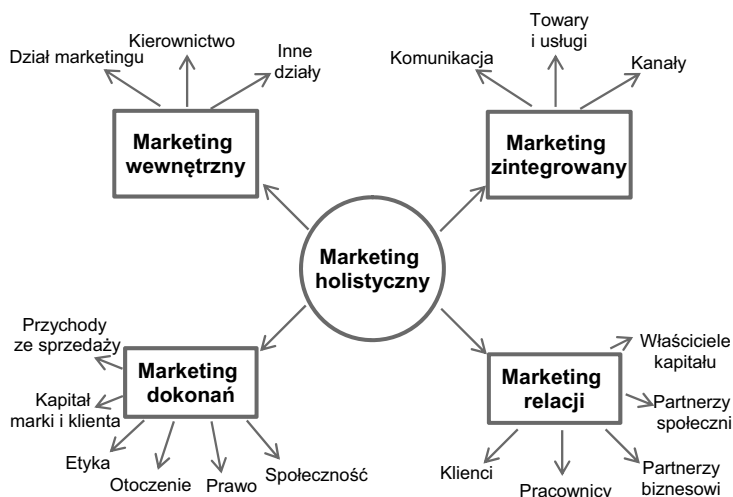 Kierownictwo
Dział marketingu
Inne
działy
Marketing
wewnętrzny
Towary
i usługi
Komunikacja
Kanały
Marketing
zintegrowany
Marketing
holistyczny
Przychody
ze sprzedaży
Marketing
dokonań
Kapitał
marki i klienta
Etyka
Otoczenie
Prawo
Społeczność
Właściciele
kapitału
Marketing
relacji
Partnerzy
społeczni
Klienci
Pracownicy
Partnerzy
biznesowi